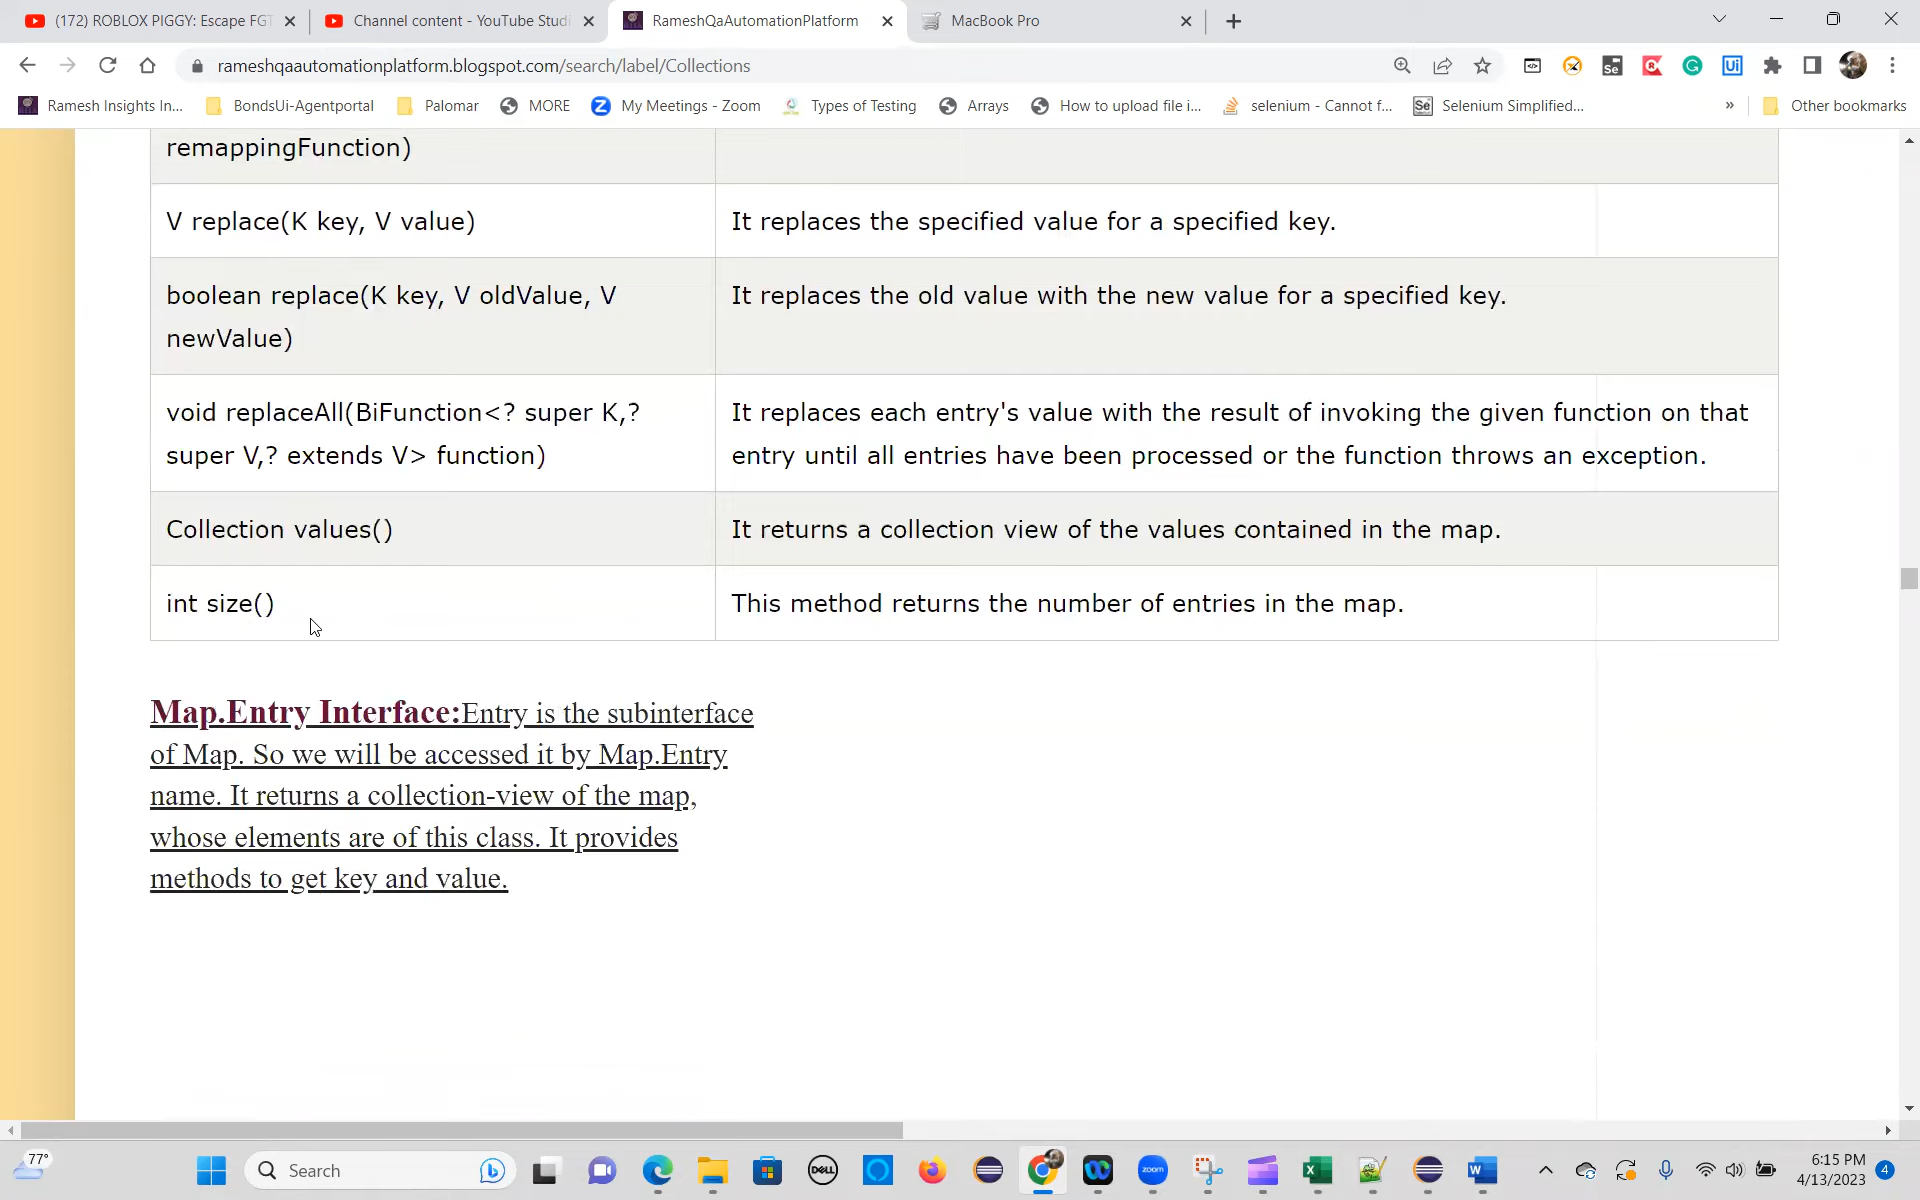 (172) ROBLOX PIGGY: Escape FGT
Channel content - YouTube Studi
RameshQaAutomationPlatform
MacBook Pro
rameshqaautomationplatform.blogspot.com/search/label/Collections
Ramesh Insights In...
BondsUi-Agentportal
Palomar
MORE
My Meetings - Zoom
Types of Testing
Arrays
How to upload file i...
selenium - Cannot f...
Selenium Simplified...
»
Other bookmarks
remappingFunction)
V replace(K key, V value)
It replaces the specified value for a specified key.
boolean replace(K key, V oldValue, V
newValue)
It replaces the old value with the new value for a specified key.
void replaceAll(BiFunction<? super K,?
super V,? extends V> function)
It replaces each entry's value with the result of invoking the given function on that
entry until all entries have been processed or the function throws an exception.
Collection values()
It returns a collection view of the values contained in the map.
int size()
This method returns the number of entries in the map.
Map.Entry Interface:Entry is the subinterface
of Map. So we will be accessed it by Map.Entry
name. It returns a collection-view of the map,
whose elements are of this class. It provides
methods to get key and value.
77°
Search
DELL
zoom
6:15 PM
4/13/2023
4